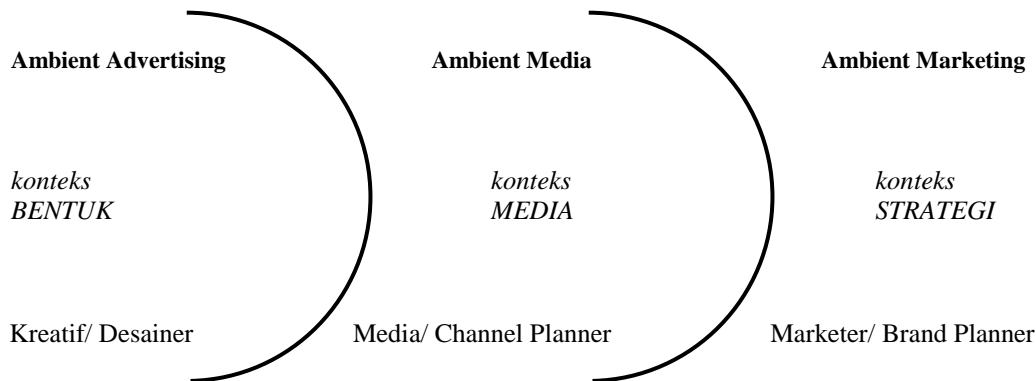 Ambient Advertising
Ambient Media
Ambient Marketing
konteks
BENTUK
konteks
MEDIA
konteks
STRATEGI
Kreatif/ Desainer
Media/ Channel Planner
Marketer/ Brand Planner